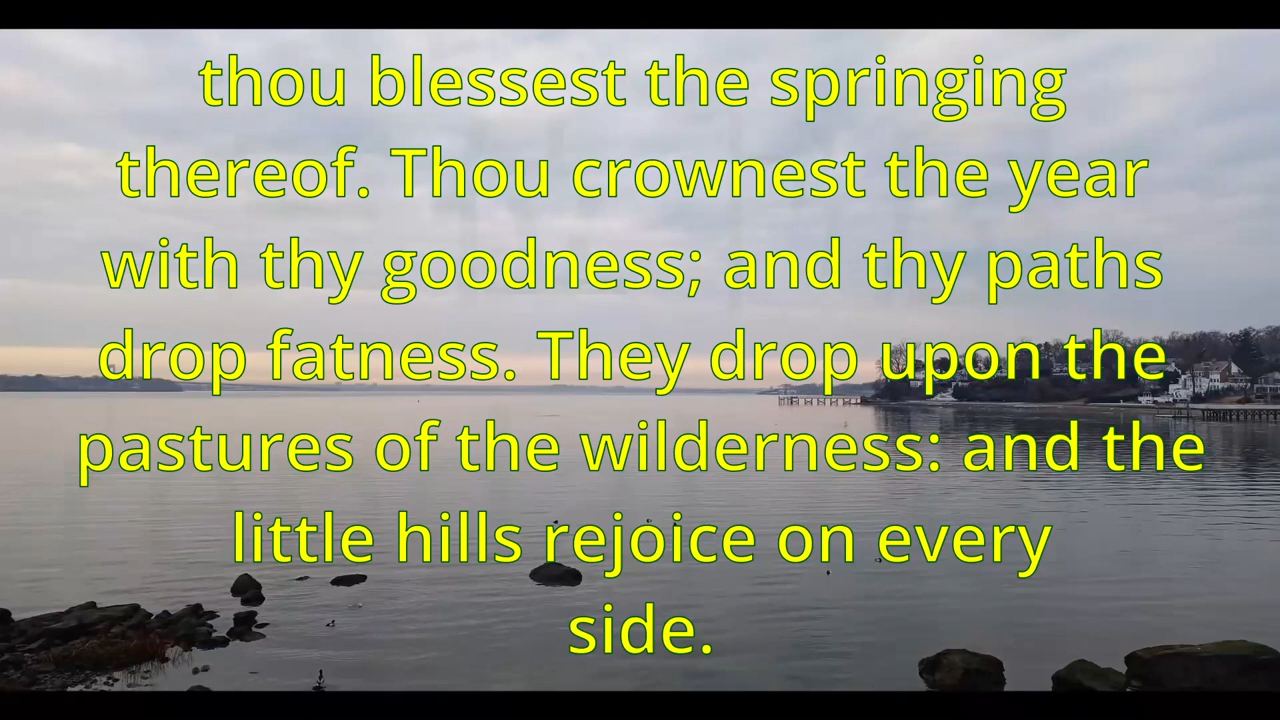 thou blessest the springing
thereof. Thou crownest the year
with thy goodness; and thy paths
drop fatness. They drop upon the
pastures of the wilderness: and the
little hills rejoice on every
side.